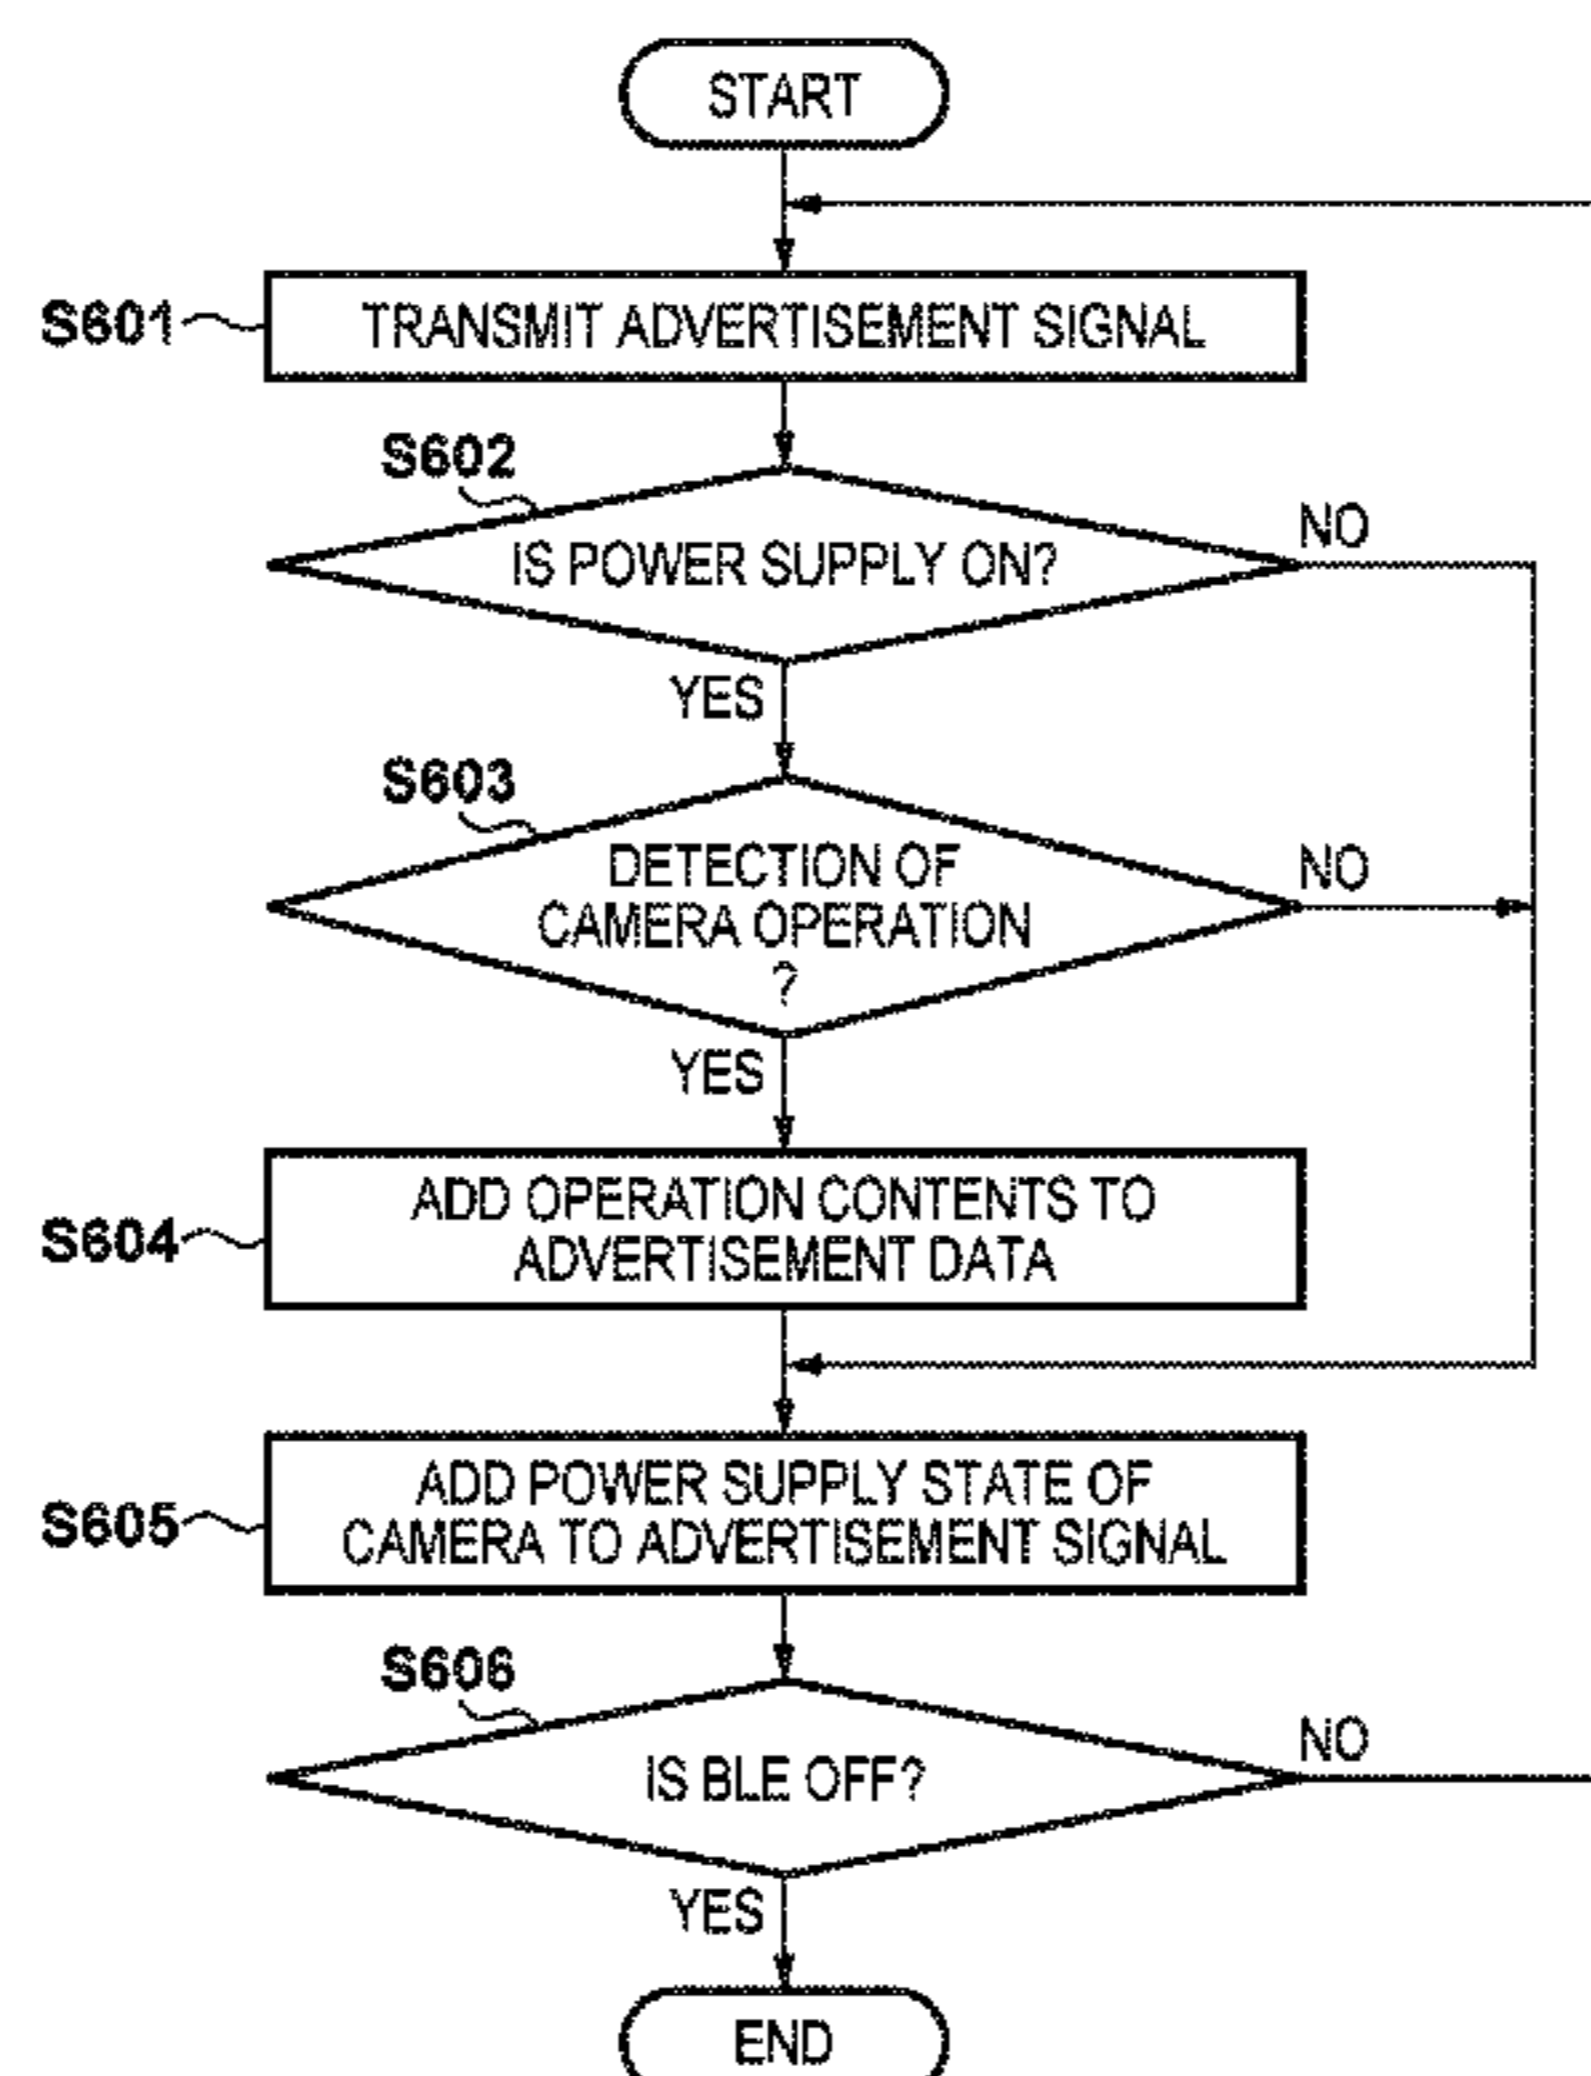 START
S601
TRANSMIT ADVERTISEMENT SIGNAL
S602
IS POWER SUPPLY ON?
NO
YES
S603
DETECTION OF
CAMERA OPERATION
?
NO
YES
S604
ADD OPERATION CONTENTS TO
ADVERTISEMENT DATA
S605
ADD POWER SUPPLY STATE OF
CAMERA TO ADVERTISEMENT SIGNAL
S606
IS BLE OFF?
NO
YES
END